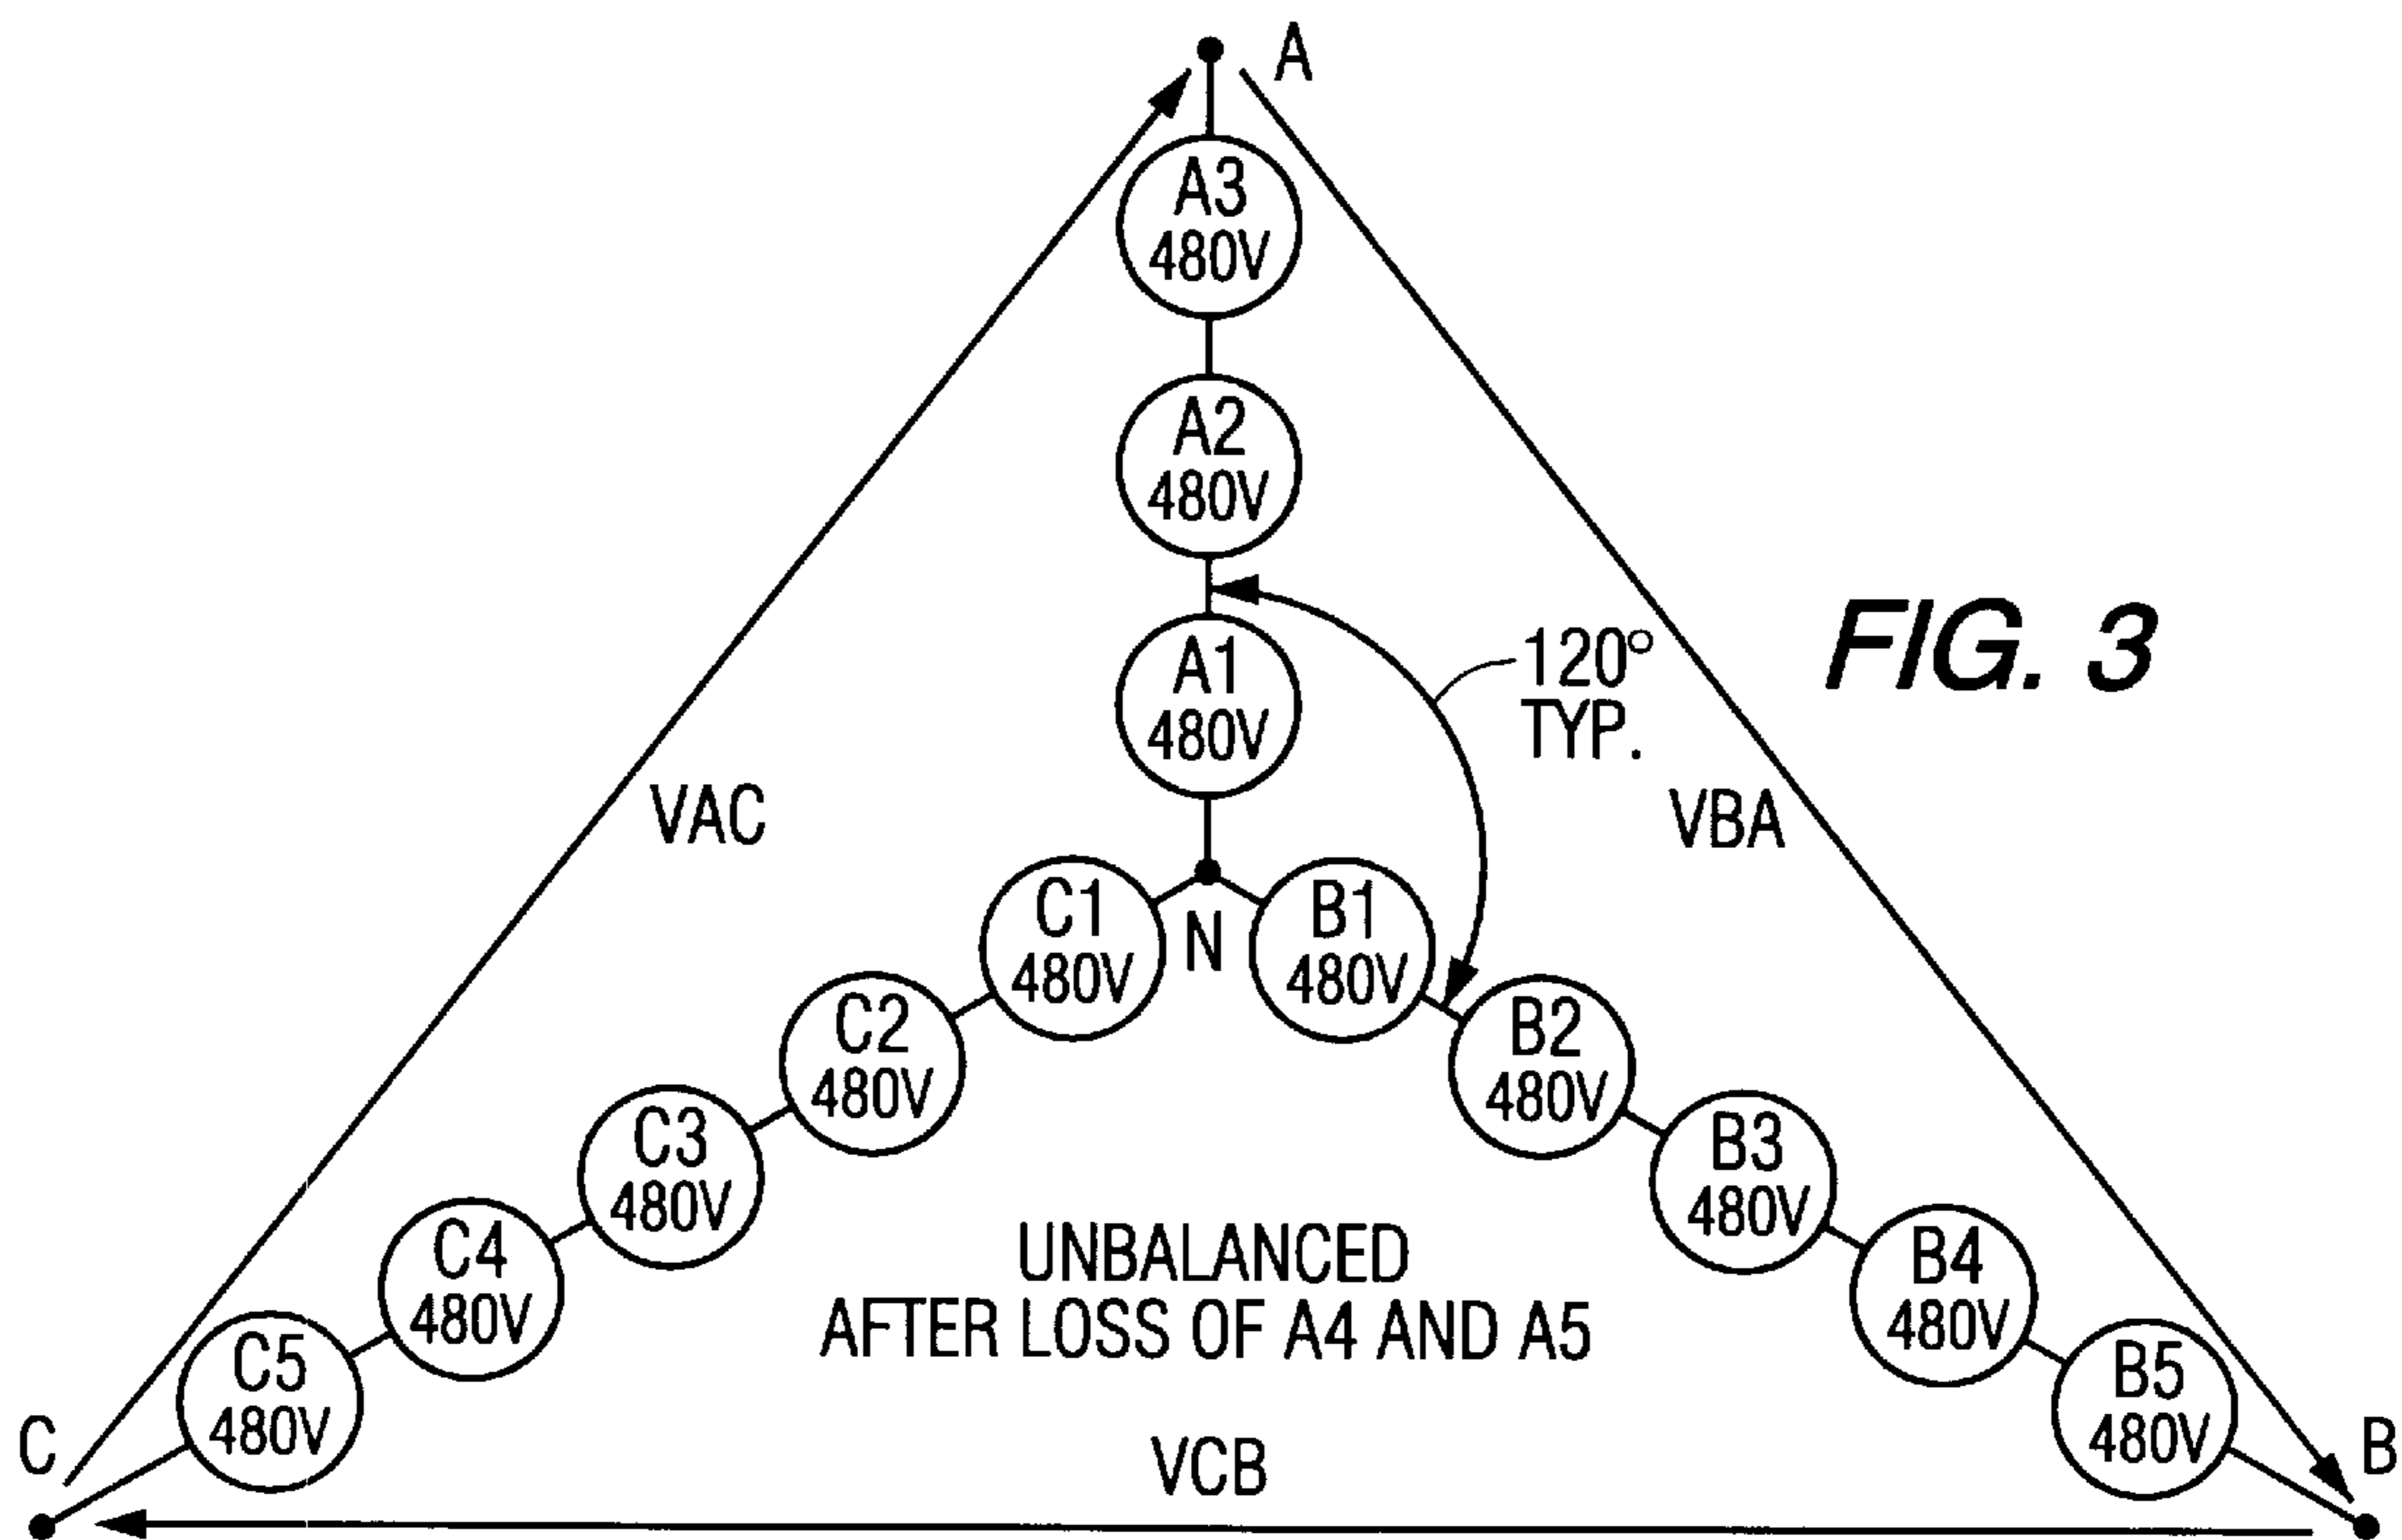 A
A3
480V
A2
480V
FIG. 3
A1
480V
120°
TYP.
VAC
VBA
C1
480V
N
B1
480V
C2
480V
B2
480V
C3
480V
B3
480V
C4
480V
B4
480V
UNBALANCED
AFTER LOSS OF A4 AND A5
C5
480V
B5
480V
C
VCB
B